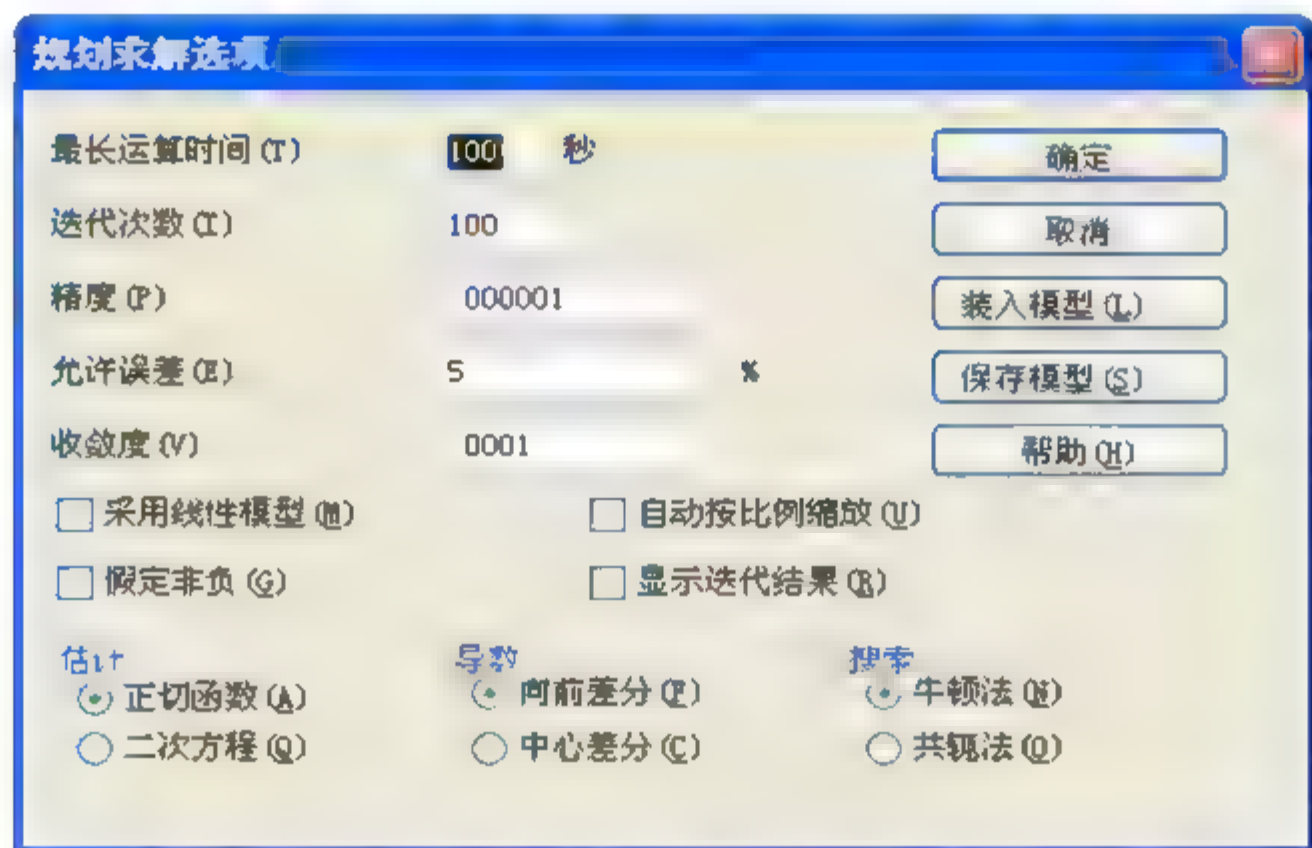 规划求解选项
最长运算时间(T) 100 秒 确定
迭代次数(I) 100 取消
精度(P) 000001 装入模型(L)
允许误差(E) 5 % 保存模型(S)
收敛度(V) 0001 帮助(H)
采用线性模型(M) 自动按比例缩放(U)
假定非负(G) 显示迭代结果(R)
估计 导数 搜索
正切函数(A) 向前差分(F) 牛顿法(N)
二次方程(Q) 中心差分(C) 共轭法(O)